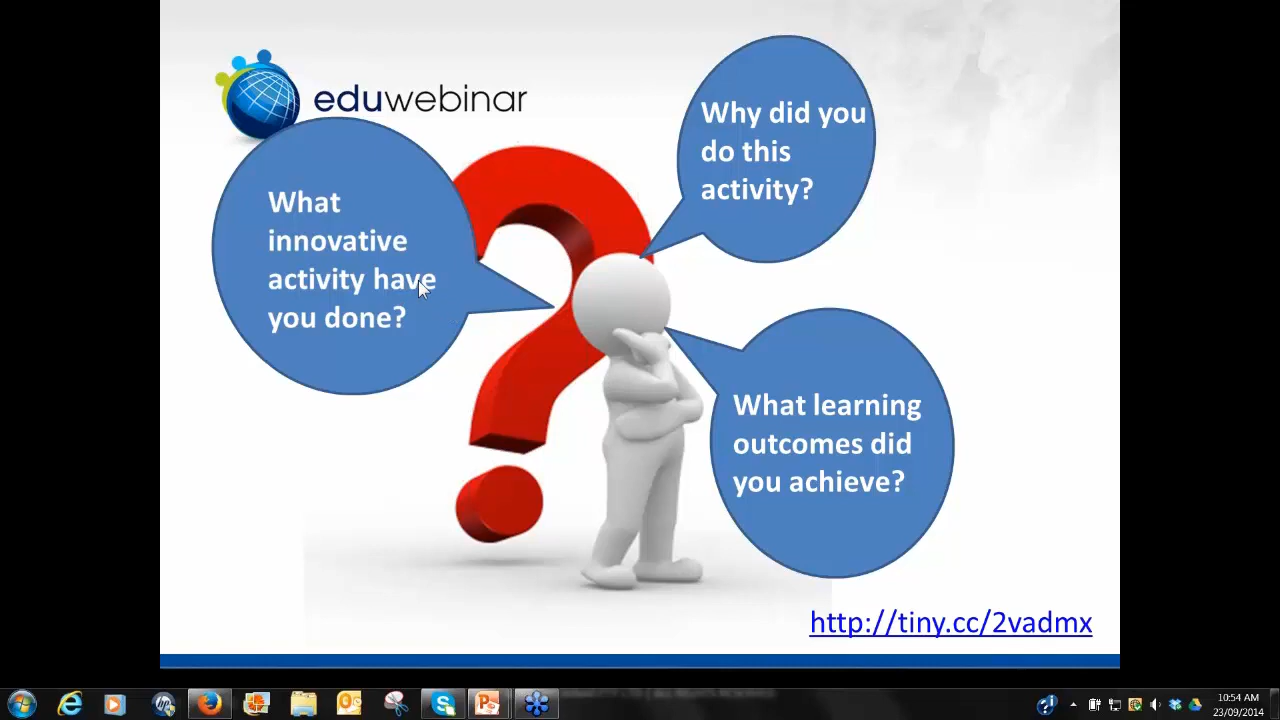 eduwebinar
What
innovative
activity have
you done?
Why did you
do this
activity?
What learning
outcomes did
you achieve?
http://tiny.cc/2vadmx
10:54 AM
23/09/2014